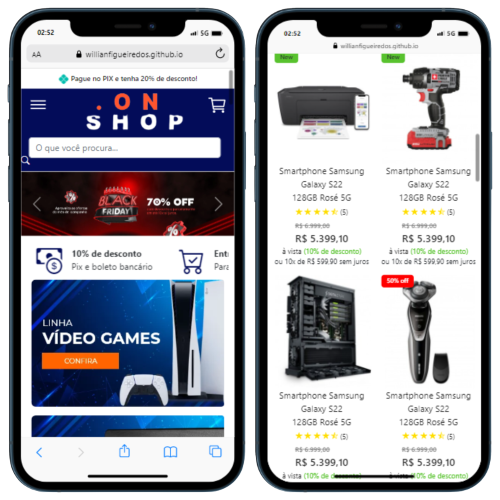 02:52
5G
AA
willianfigueiredos.github.io
Pague no PIX e tenha 20% de desconto!
.ON
SHOP
O que você procura...
BLACK
FRIDAY
70% OFF
%
10% de desconto
Pix e boleto bancário
Ent
Para
LINHA
VÍDEO GAMES
CONFIRA
02:52
5G
willianfigueiredos.github.io
New
New
Smartphone Samsung
Galaxy S22
128GB Rosé 5G
(5)
R$ 6.999,00
R$ 5.399,10
à vista (10% de desconto)
ou 10x de R$ 599,90 sem juros
Smartphone Samsung
Galaxy S22
128GB Rosé 5G
(5)
R$ 6.999,00
R$ 5.399,10
à vista (10% de desconto)
ou 10x de R$ 599,90 sem juros
50% off
Smartphone Samsung
Galaxy S22
128GB Rosé 5G
(5)
R$ 6.999,00
R$ 5.399,10
à vista (10% de desconto)
Smartphone Samsung
Galaxy S22
128GB Rosé 5G
(5)
R$ 6.999,00
R$ 5.399,10
à vista (10% de desconto)